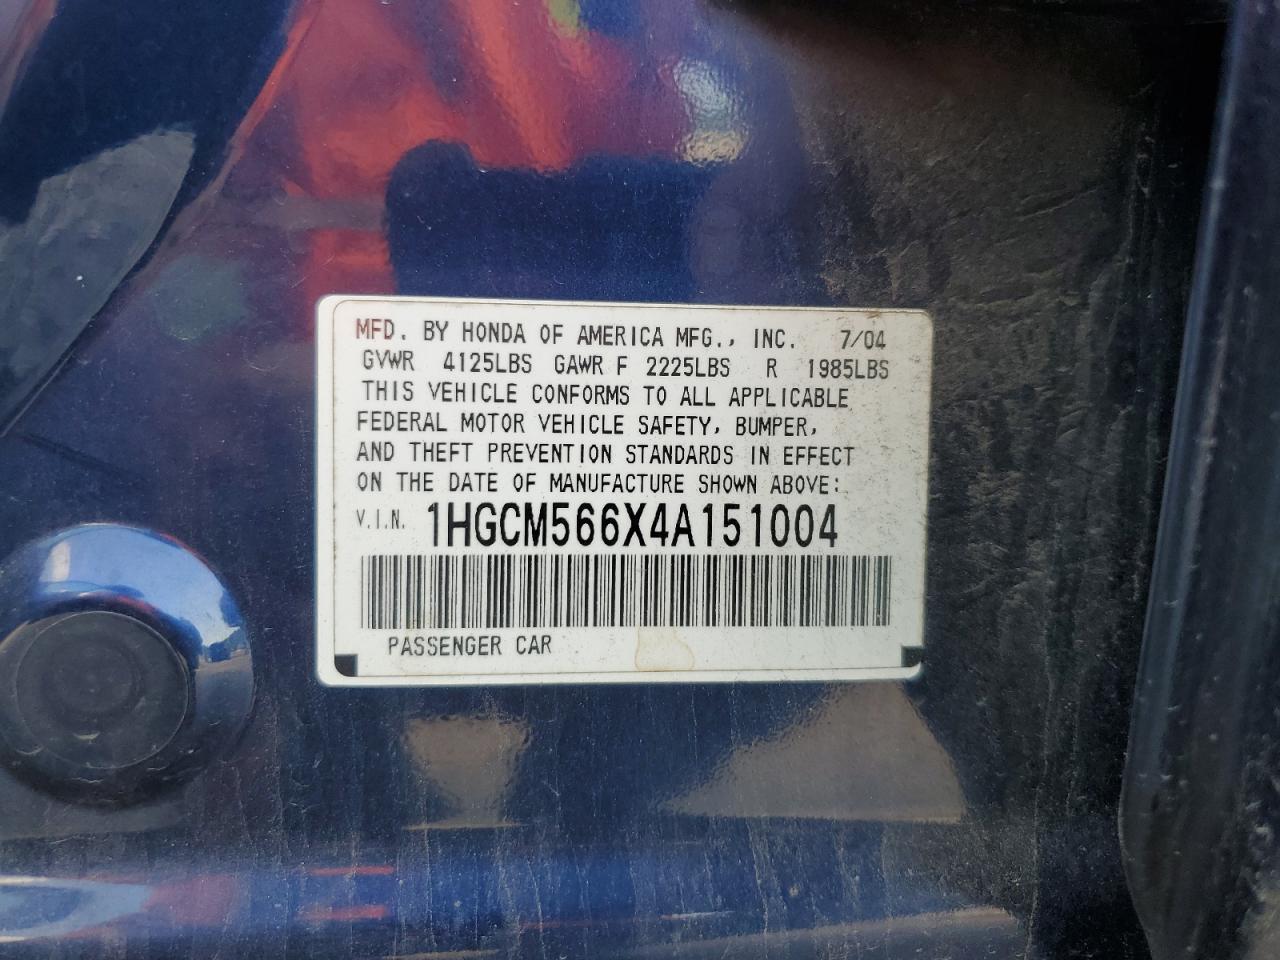 MFD. BY HONDA OF AMERICA MFG., INC. 7/04
GVWR 4125LBS GAWR F 2225LBS R 1985LBS
THIS VEHICLE CONFORMS TO ALL APPLICABLE
FEDERAL MOTOR VEHICLE SAFETY, BUMPER,
AND THEFT PREVENTION STANDARDS IN EFFECT
ON THE DATE OF MANUFACTURE SHOWN ABOVE:
V.I.N. 1HGCM566X4A151004
PASSENGER CAR